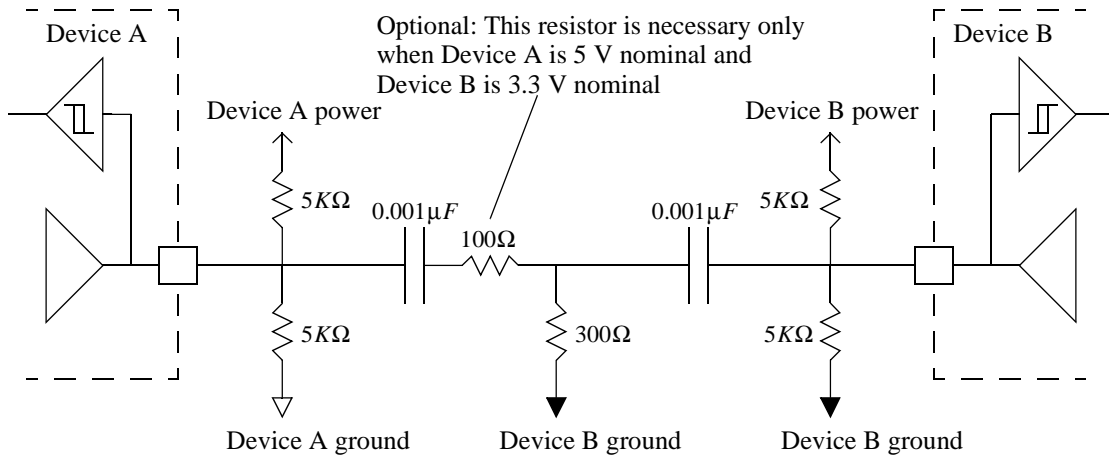 Optional: This resistor is necessary only
when Device A is 5 V nominal and
Device B is 3.3 V nominal
Device A
Device B
Device A power
Device B power
5KΩ
0.001μF
100Ω
0.001μF
5KΩ
5KΩ
300Ω
5KΩ
Device A ground
Device B ground
Device B ground